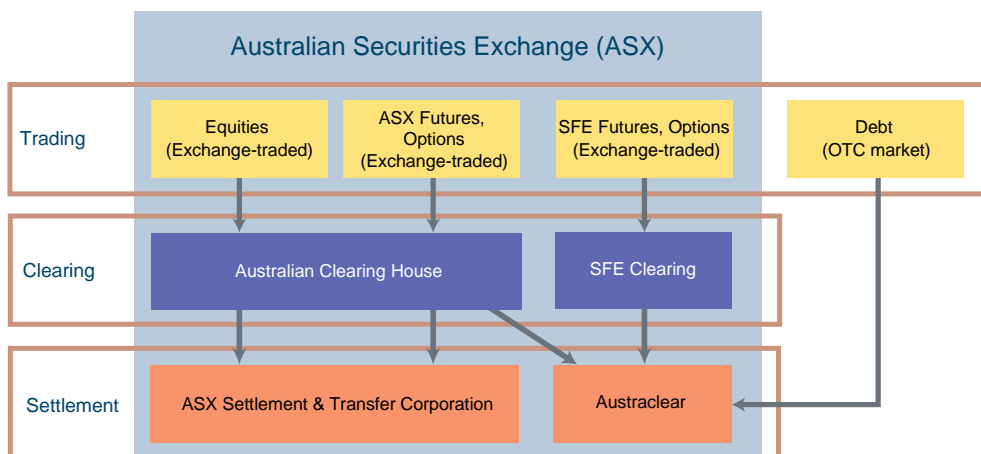 Australian Securities Exchange (ASX)
Trading
Equities
(Exchange-traded)
ASX Futures,
Options
(Exchange-traded)
SFE Futures, Options
(Exchange-traded)
Debt
(OTC market)
Clearing
Australian Clearing House
SFE Clearing
Settlement
ASX Settlement & Transfer Corporation
Austraclear